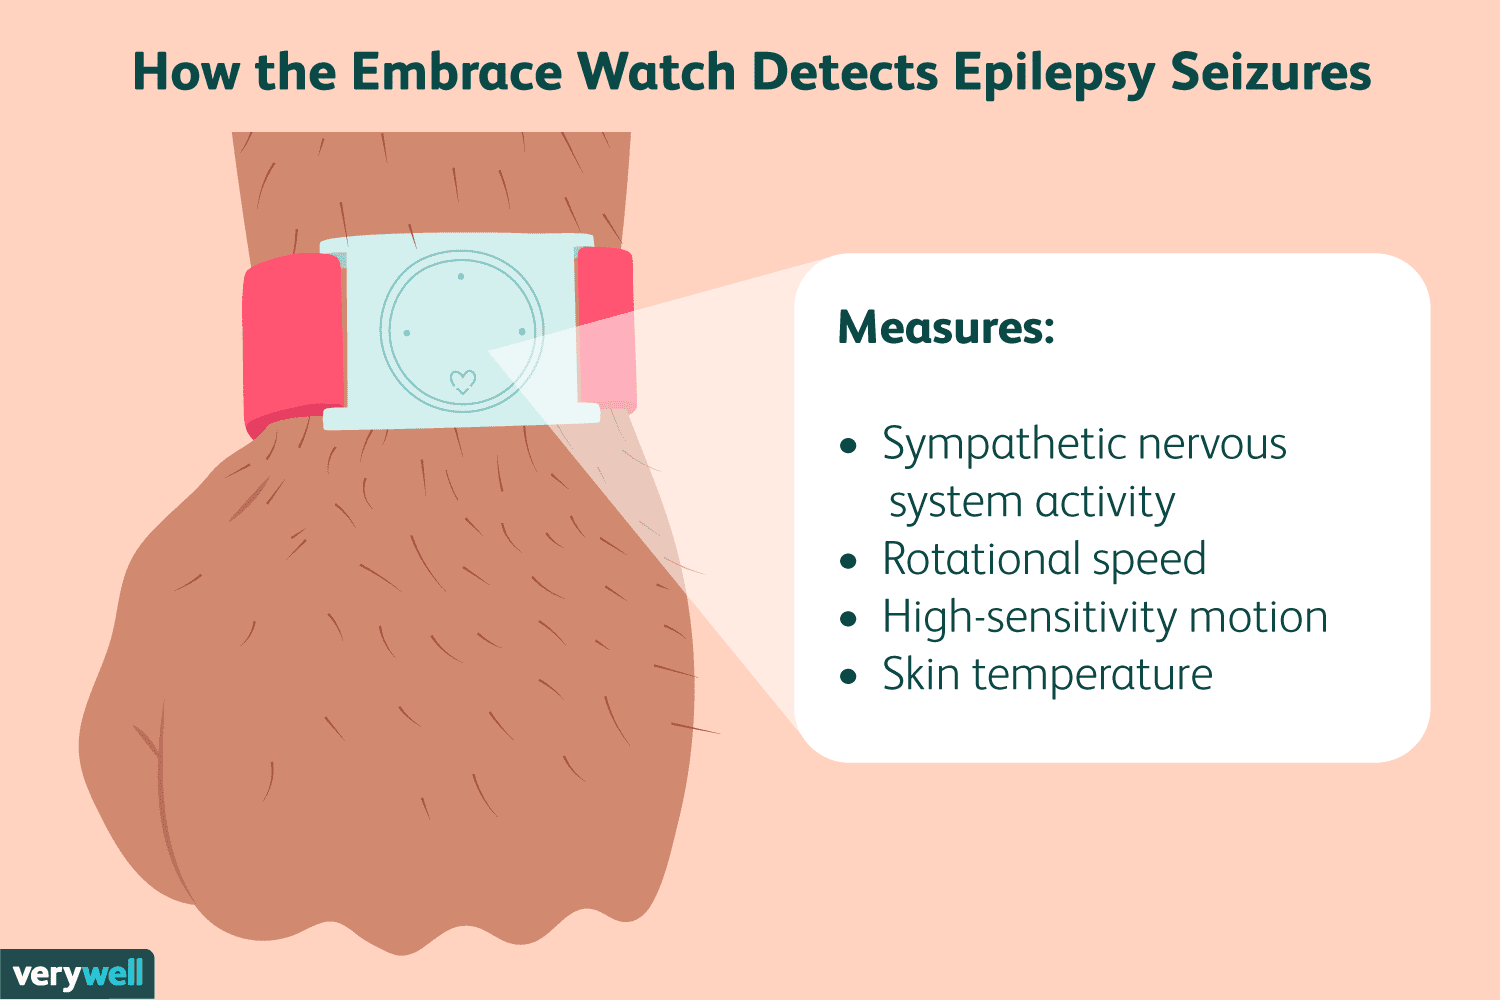 How the Embrace Watch Detects Epilepsy Seizures
Measures:
• Sympathetic nervous
system activity
• Rotational speed
• High-sensitivity motion
• Skin temperature
verywell